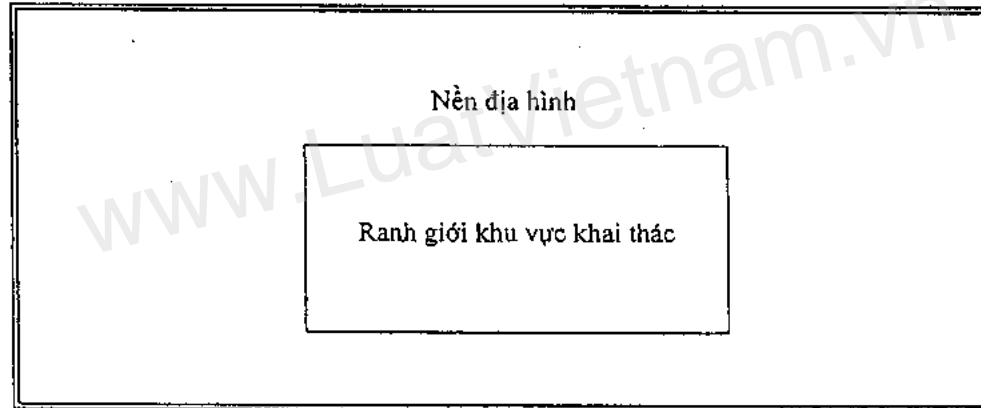 Nền địa hình
www.LuatVietnam.vn
Ranh giới khu vực khai thác